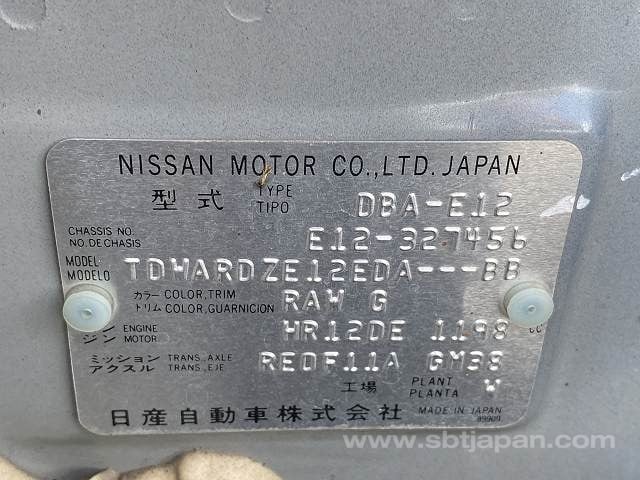 NISSAN MOTOR CO.,LTD. JAPAN
型式 TYPE TIPO DBA-E12
CHASSIS NO. NO. DE CHASIS E12-327456
MODEL MODELO TDWARDZE12EDA---BB
カラー COLOR,TRIM トリム COLOR,GUARNICION RAW G
ジン ENGINE ジン MOTOR HR12DE 1198 cc
ミッション TRANS.,AXLE アクスル TRANS.,EJE RE0F11A GM38
工場 PLANT PLANTA W
日産自動車株式会社 MADE IN JAPAN
www.sbtjapan.com